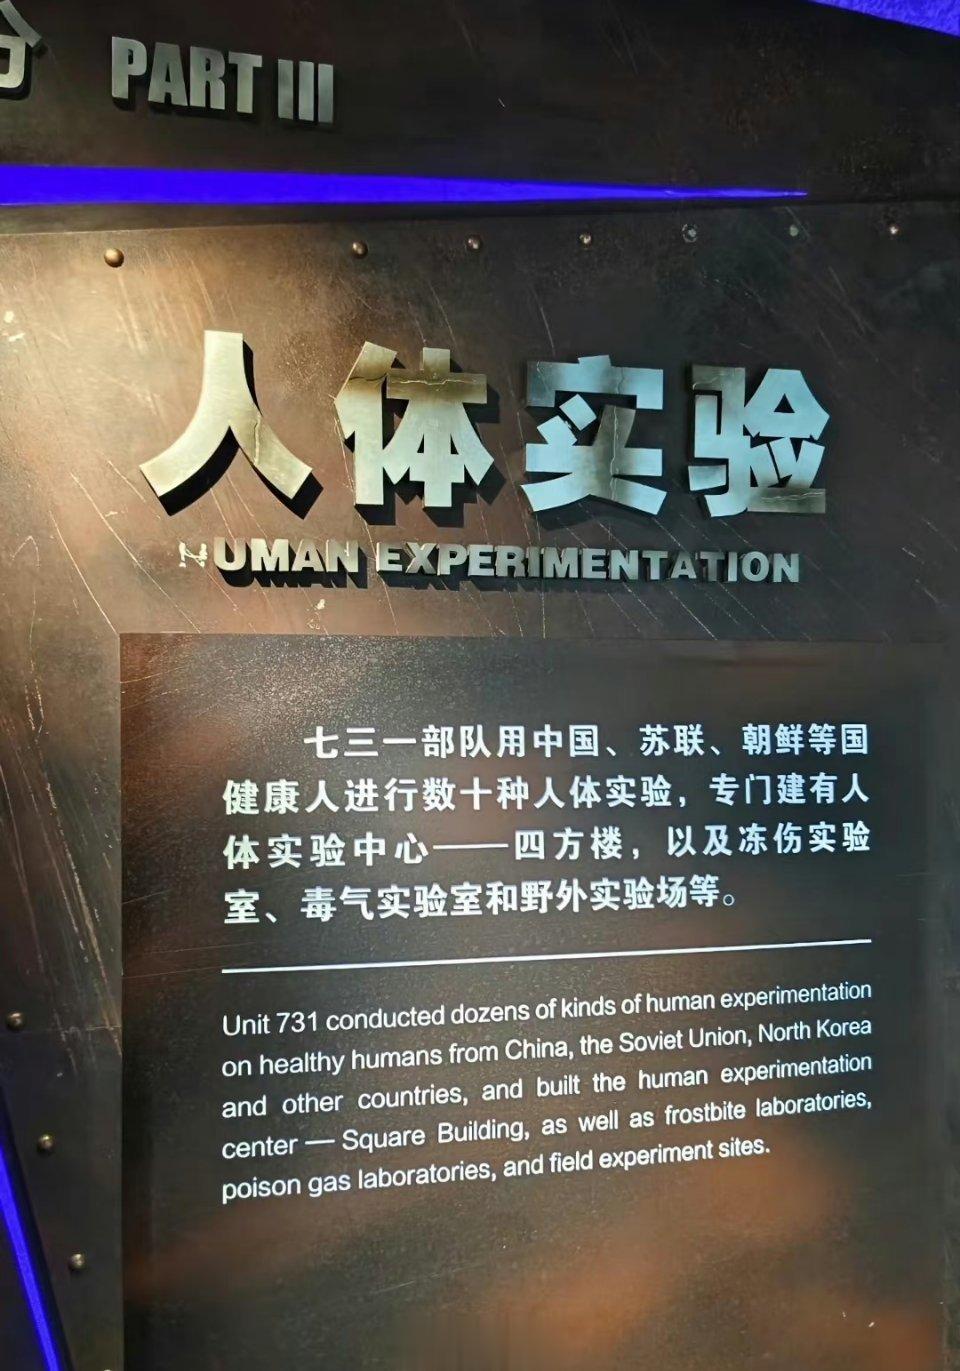 PART III
人体实验
HUMAN EXPERIMENTATION
七三一部队用中国、苏联、朝鲜等国
健康人进行数十种人体实验，专门建有人
体实验中心——四方楼，以及冻伤实验
室、毒气实验室和野外实验场等。
Unit 731 conducted dozens of kinds of human experimentation
on healthy humans from China, the Soviet Union, North Korea
and other countries, and built the human experimentation
center — Square Building, as well as frostbite laboratories,
poison gas laboratories, and field experiment sites.